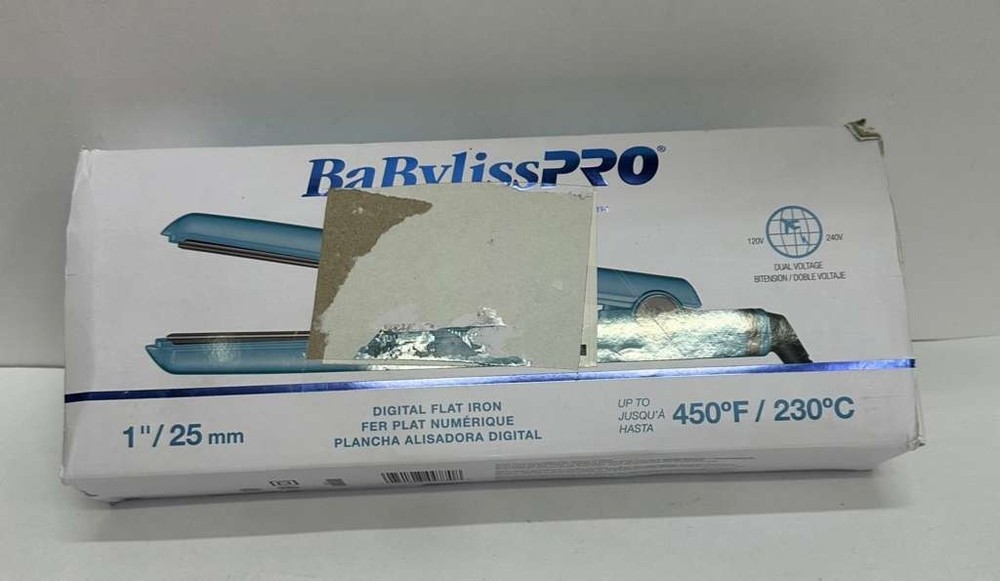 BaBylissPRO®
120V
240V
DUAL VOLTAGE
BITENSION / DOBLE VOLTAJE
1"/ 25 mm
DIGITAL FLAT IRON
FER PLAT NUMÉRIQUE
PLANCHA ALISADORA DIGITAL
UP TO
JUSQU'À
HASTA
450ºF / 230ºC